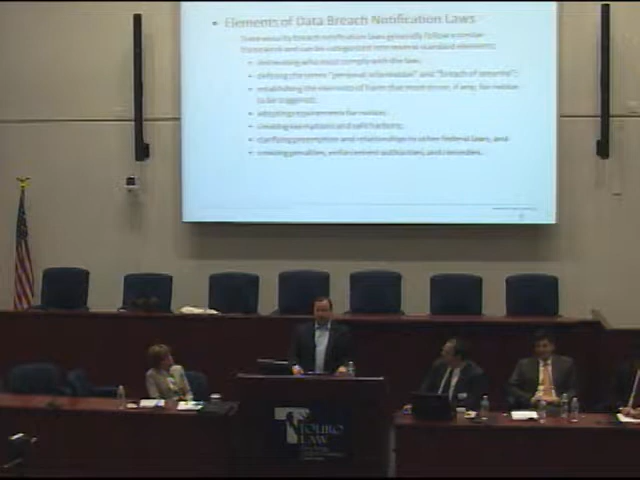 • Elements of Data Breach Notification Laws
State security breach notification laws generally follow a similar
framework and can be categorized into several standard elements:
• delineating who must comply with the law;
• defining the terms "personal information" and "breach of security";
• establishing the elements of harm that must occur, if any, for notice
to be triggered;
• adopting requirements for notice;
• creating exemptions and safe harbors;
• clarifying preemption and relationships to other federal laws; and
• creating penalties, enforcement authorities, and remedies.
TOURO
LAW